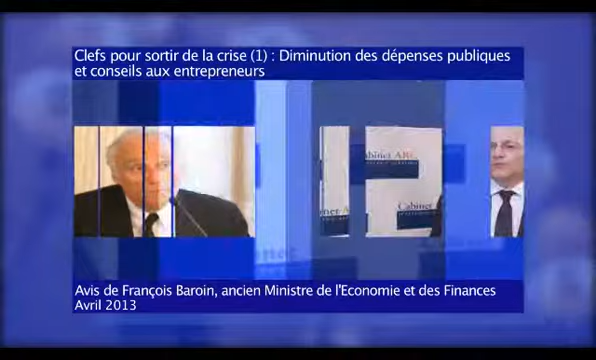 Clefs pour sortir de la crise (1) : Diminution des dépenses publiques
et conseils aux entrepreneurs
Cabinet
Avis de François Baroin, ancien Ministre de l'Economie et des Finances
Avril 2013